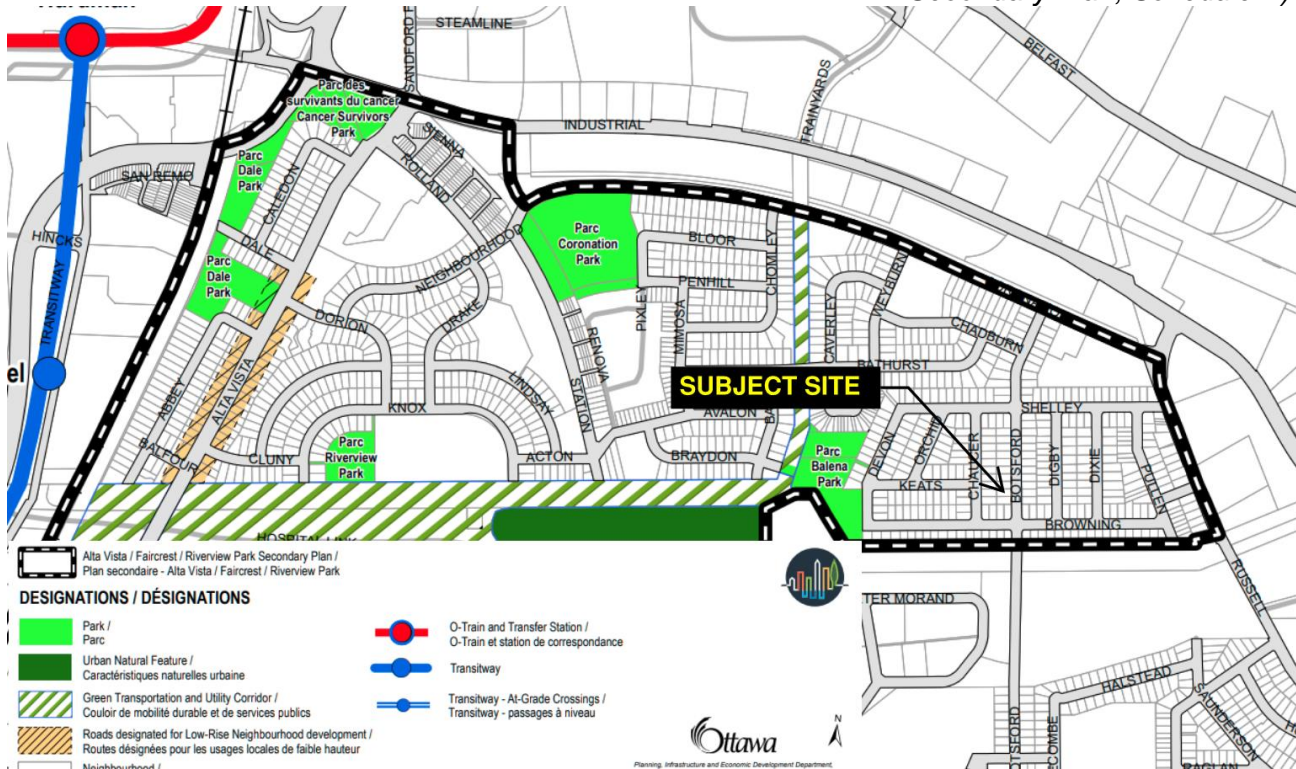 STEAMLINE
BELFAST
TRAINYARDS
INDUSTRIAL
Parc des
survivants du cancer
Cancer Survivors
Park
SIENNA
ROLLAND
Parc
Dale
Park
SAN REMO
CALEDON
HINCKS
TRANSITWAY
DALE
Parc
Dale
Park
NEIGHBOURHOOD
Parc
Coronation
Park
BLOOR
CHOMLEY
PENHILL
PIXLEY
MIMOSA
DORION
DRAKE
CAVERLEY
WEYBURN
CHADBURN
BATHURST
RENOVA
STATION
LINDSAY
el
ABBEY
ALTA VISTA
SUBJECT SITE
KNOX
AVALON
SHELLEY
BALFOUR
CLUNY
Parc
Riverview
Park
ACTON
BRAYDON
Parc
Balena
Park
DEVON
ORCHID
KEATS
CHAUCER
BOTSFORD
DIGBY
DIXIE
PULLEN
BROWNING
HOSPITAL LINK
RUSSELL
Alta Vista / Faircrest / Riverview Park Secondary Plan /
Plan secondaire - Alta Vista / Faircrest / Riverview Park
DESIGNATIONS / DÉSIGNATIONS
Park /
Parc
Urban Natural Feature /
Caractéristiques naturelles urbaine
Green Transportation and Utility Corridor /
Couloir de mobilité durable et de services publics
Roads designated for Low-Rise Neighbourhood development /
Routes désignées pour les usages locales de faible hauteur
Neighbourhood /
O-Train and Transfer Station /
O-Train et station de correspondance
Transitway
Transitway - At-Grade Crossings /
Transitway - passages à niveau
Ottawa
N
Planning, Infrastructure and Economic Development Department,
TER MORAND
HALSTEAD
SAUNDERSON
OTSFORD
COMBE
RAGLAN